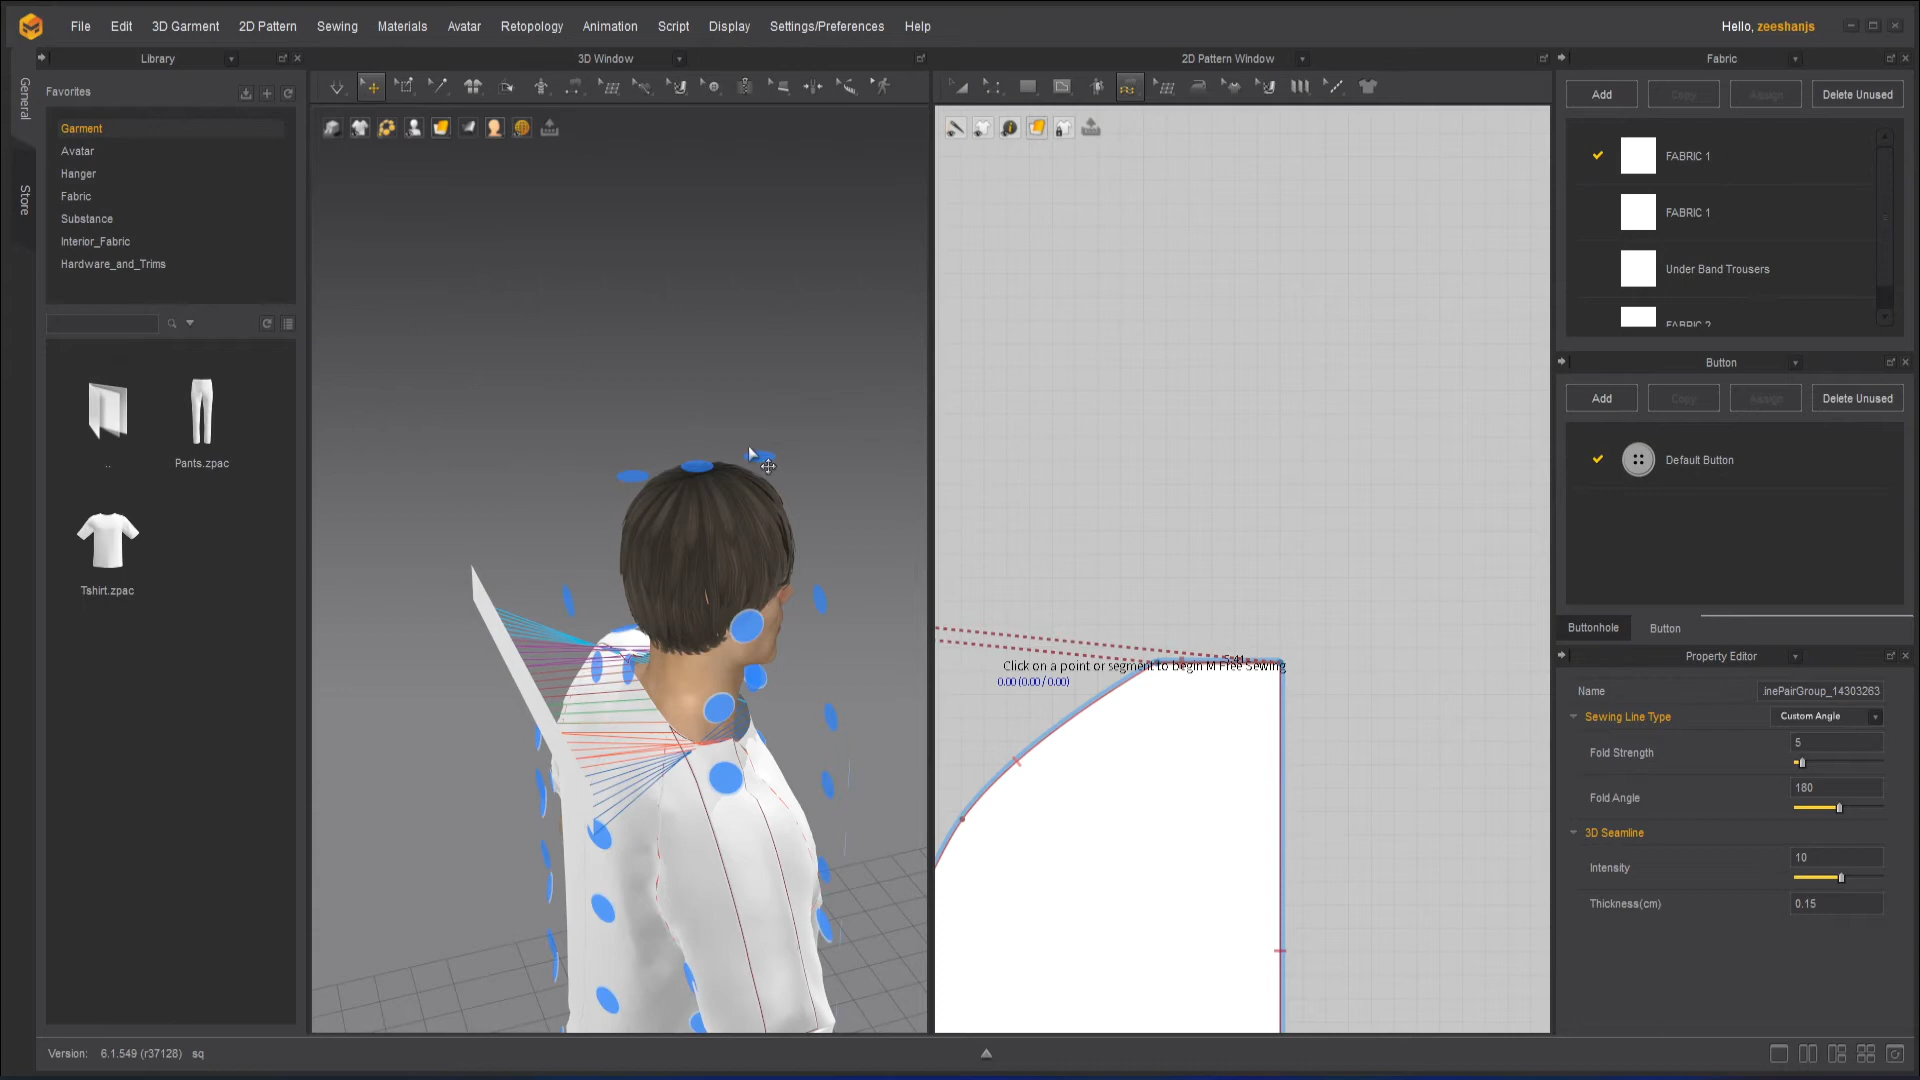 File Edit 3D Garment 2D Pattern Sewing Materials Avatar Retopology Animation Script Display Settings/Preferences Help
Hello, zeeshanjs
Library
3D Window
2D Pattern Window
Fabric
General
Store
Favorites
Garment
Avatar
Hanger
Fabric
Substance
Interior_Fabric
Hardware_and_Trims
..
Pants.zpac
Tshirt.zpac
Click on a point or segment to begin M Free Sewing
0.00 (0.00 / 0.00)
Add Copy Assign Delete Unused
FABRIC 1
FABRIC 1
Under Band Trousers
FABRIC 2
Button
Add Copy Assign Delete Unused
Default Button
Buttonhole Button
Property Editor
Name .inePairGroup_14303263
Sewing Line Type Custom Angle
Fold Strength 5
Fold Angle 180
3D Seamline
Intensity 10
Thickness(cm) 0.15
Version: 6.1.549 (r37128) sq